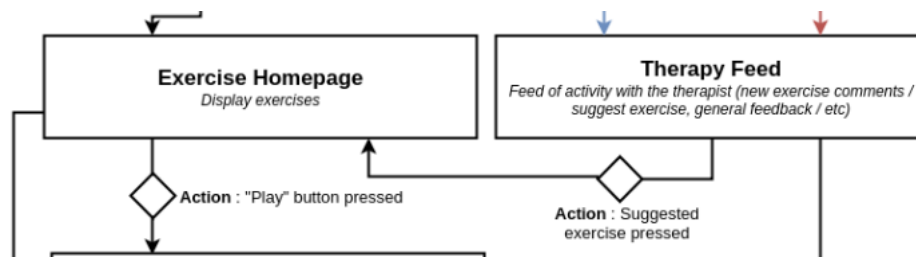 Exercise Homepage
Display exercises
Therapy Feed
Feed of activity with the therapist (new exercise comments /
suggest exercise, general feedback / etc)
Action : "Play" button pressed
Action : Suggested
exercise pressed